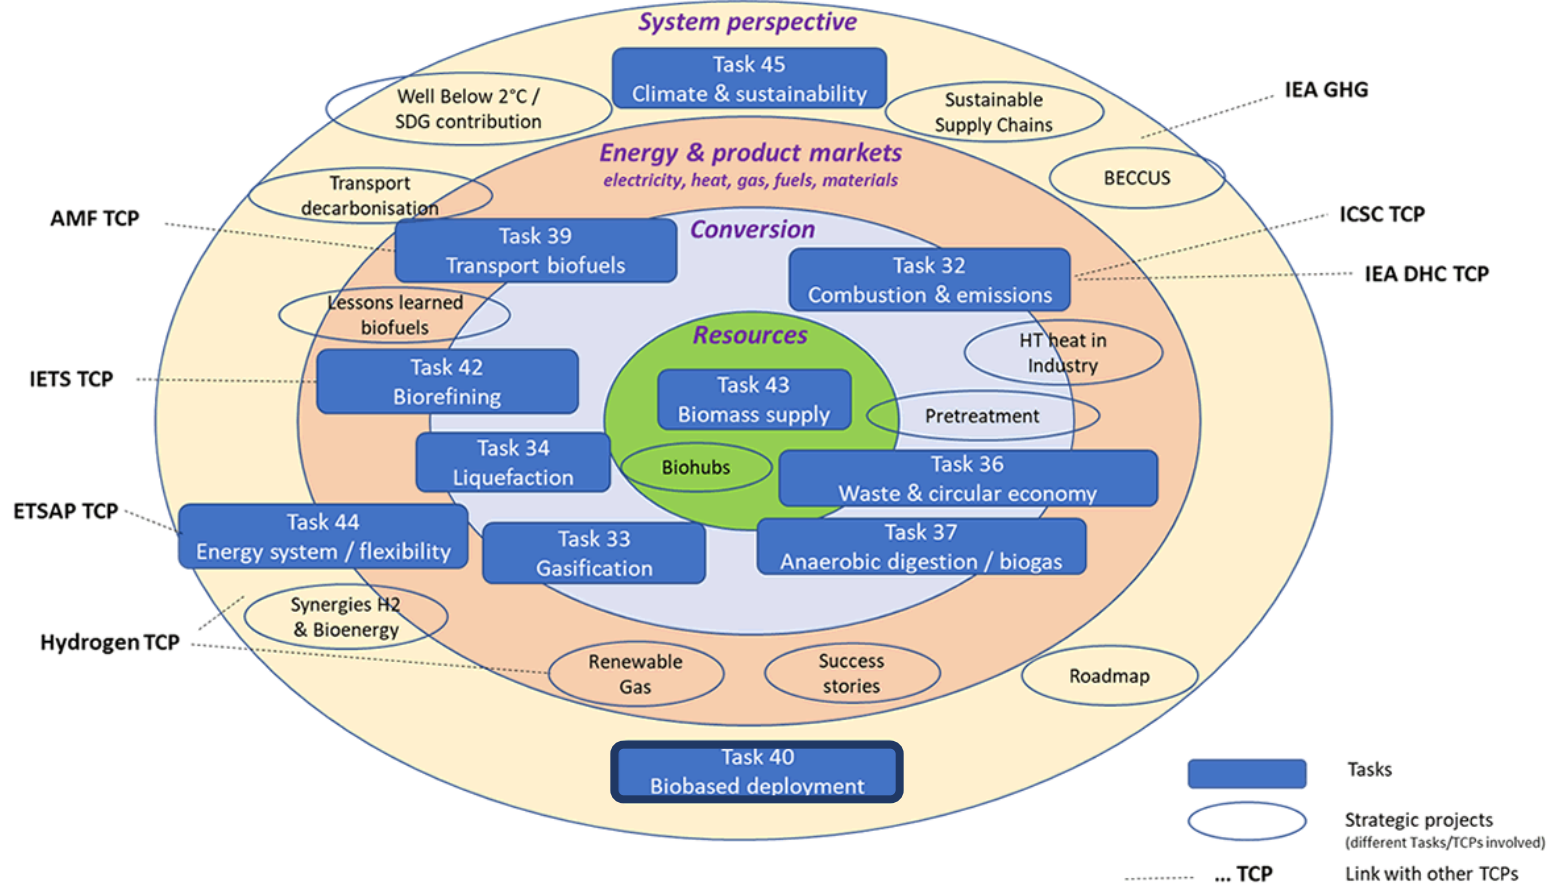 System perspective
Task 45
Climate & sustainability
Well Below 2°C /
SDG contribution
Sustainable
Supply Chains
IEA GHG
Energy & product markets
electricity, heat, gas, fuels, materials
BECCUS
Transport
decarbonisation
AMF TCP
Task 39
Transport biofuels
Conversion
Task 32
Combustion & emissions
ICSC TCP
IEA DHC TCP
Lessons learned
biofuels
Resources
HT heat in
Industry
IETS TCP
Task 42
Biorefining
Task 43
Biomass supply
Pretreatment
Task 34
Liquefaction
Biohubs
Task 36
Waste & circular economy
ETSAP TCP
Task 44
Energy system / flexibility
Task 33
Gasification
Task 37
Anaerobic digestion / biogas
Synergies H2
& Bioenergy
Hydrogen TCP
Renewable
Gas
Success
stories
Roadmap
Task 40
Biobased deployment
Tasks
Strategic projects
(different Tasks/TCPs involved)
... TCP
Link with other TCPs